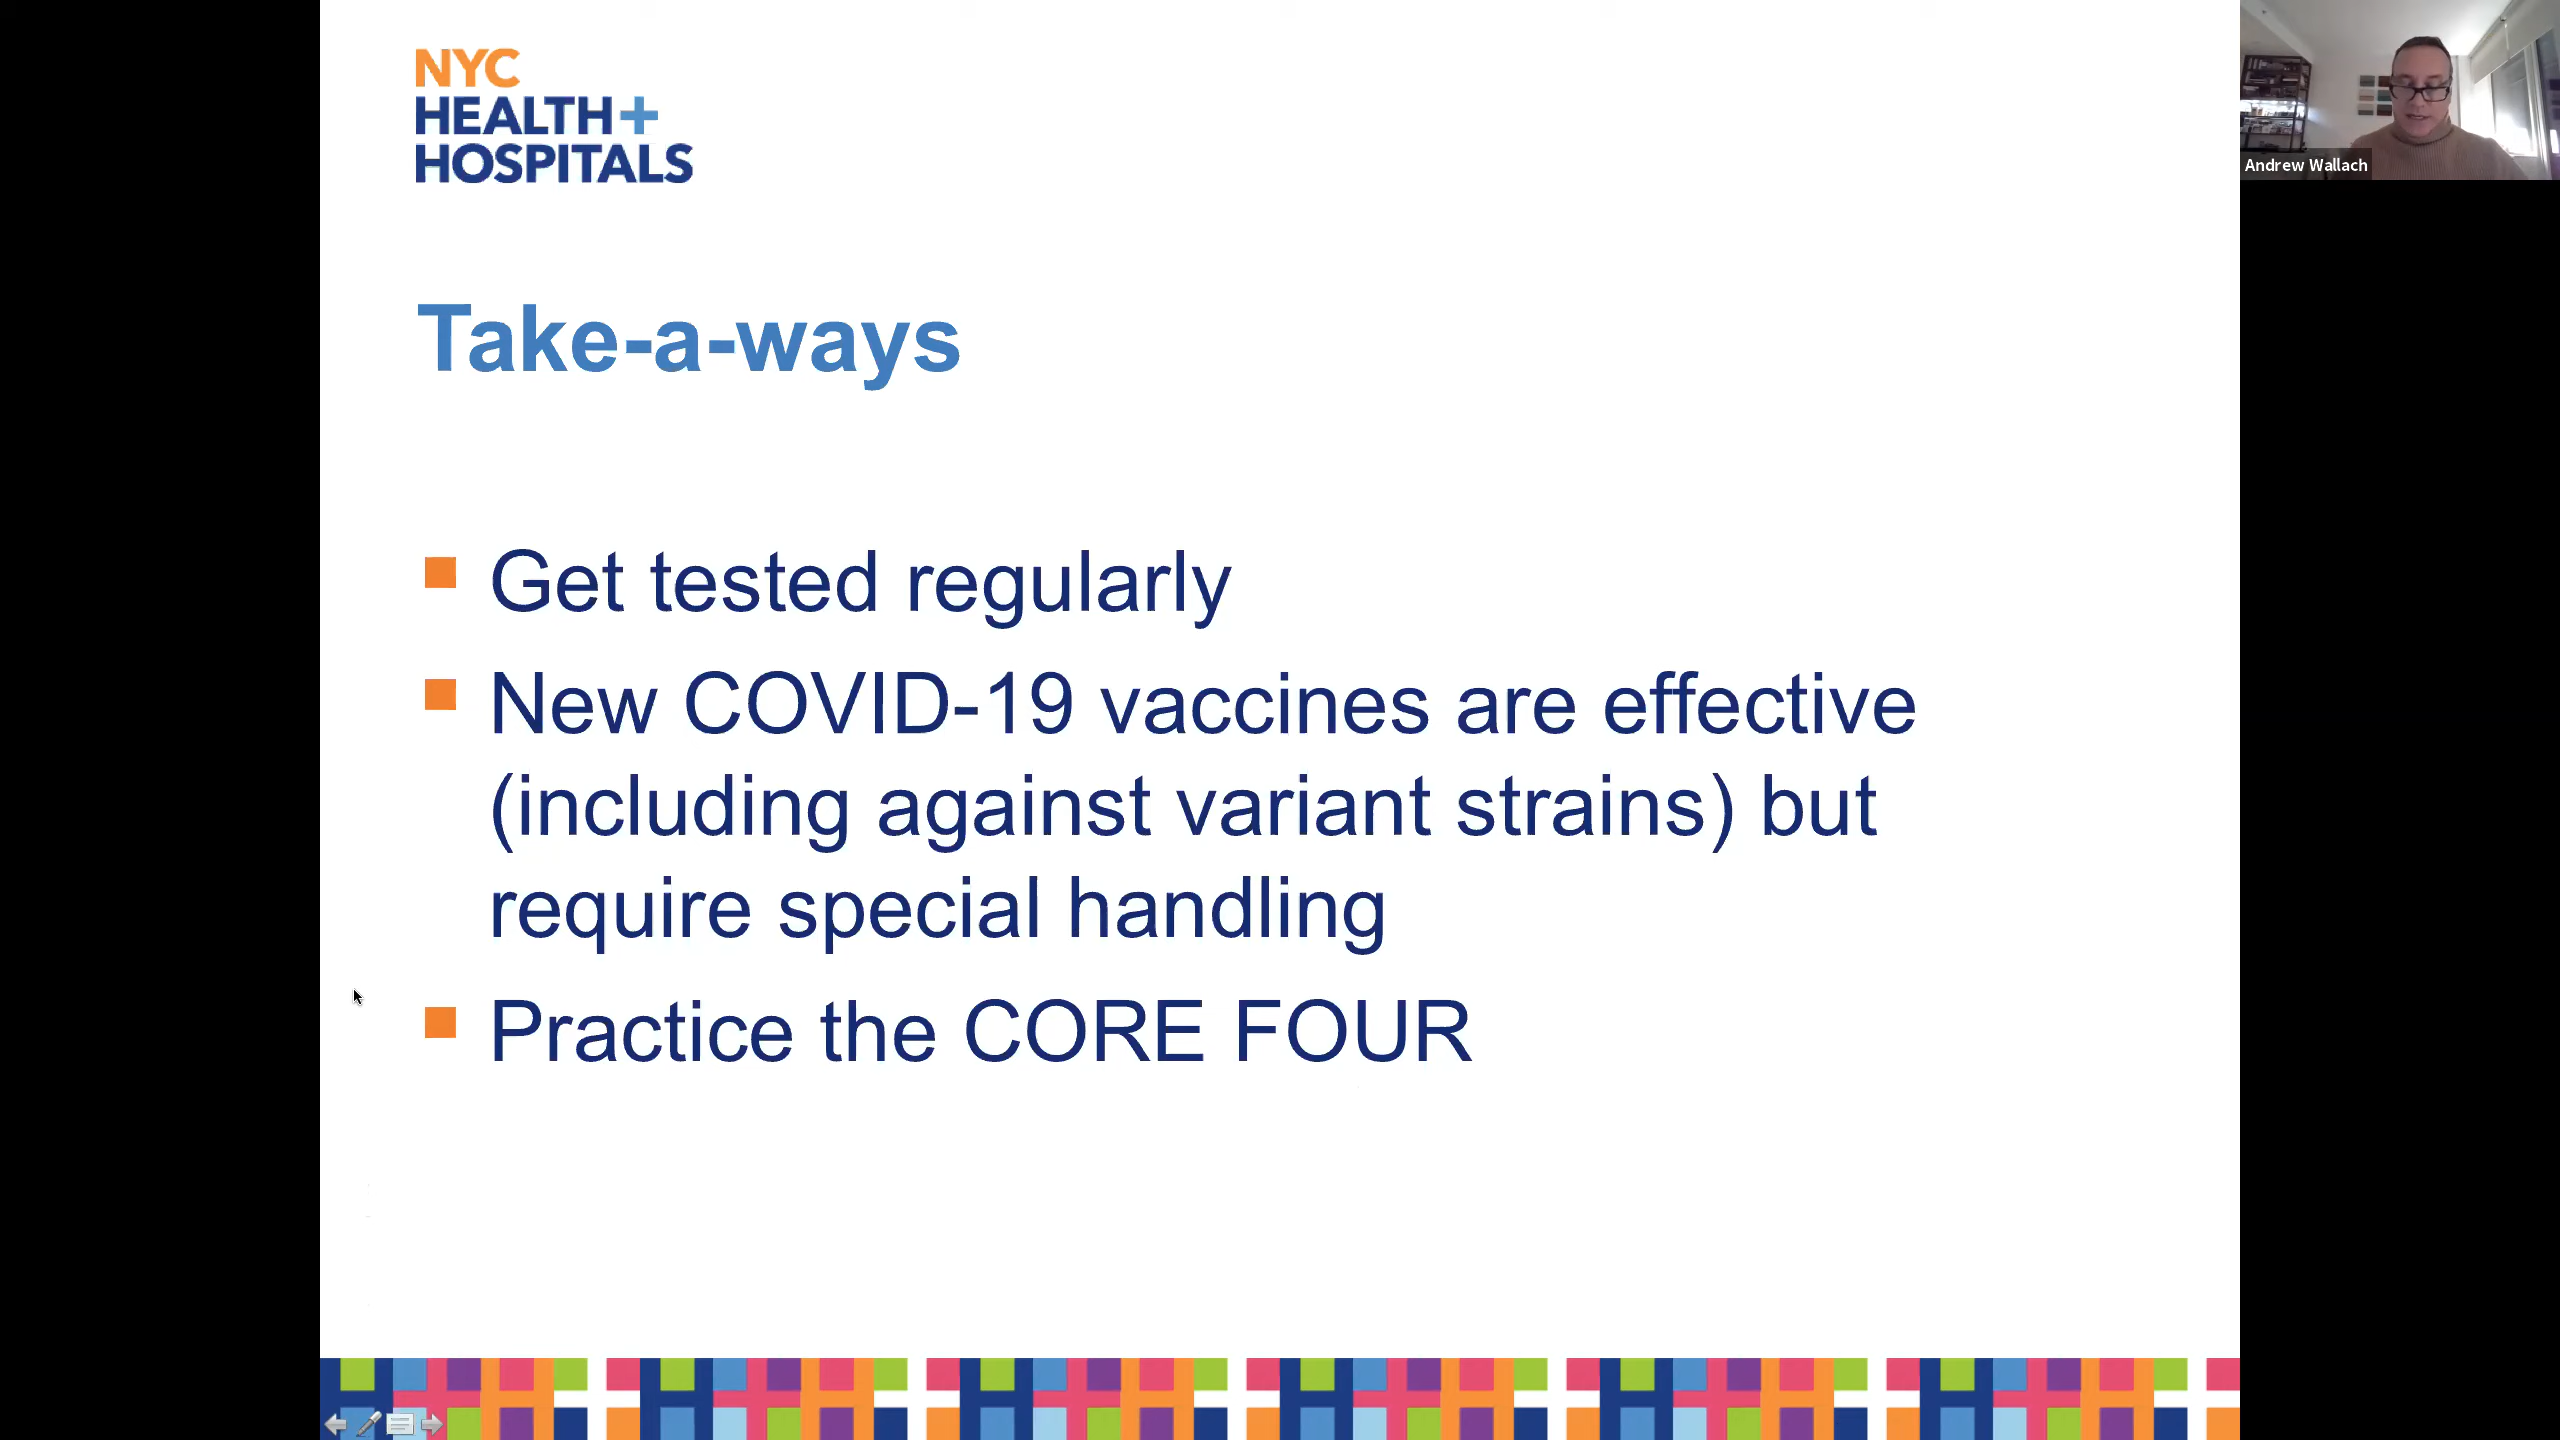 NYC
HEALTH+
HOSPITALS
Andrew Wallach
Take-a-ways
Get tested regularly
New COVID-19 vaccines are effective
(including against variant strains) but
require special handling
Practice the CORE FOUR